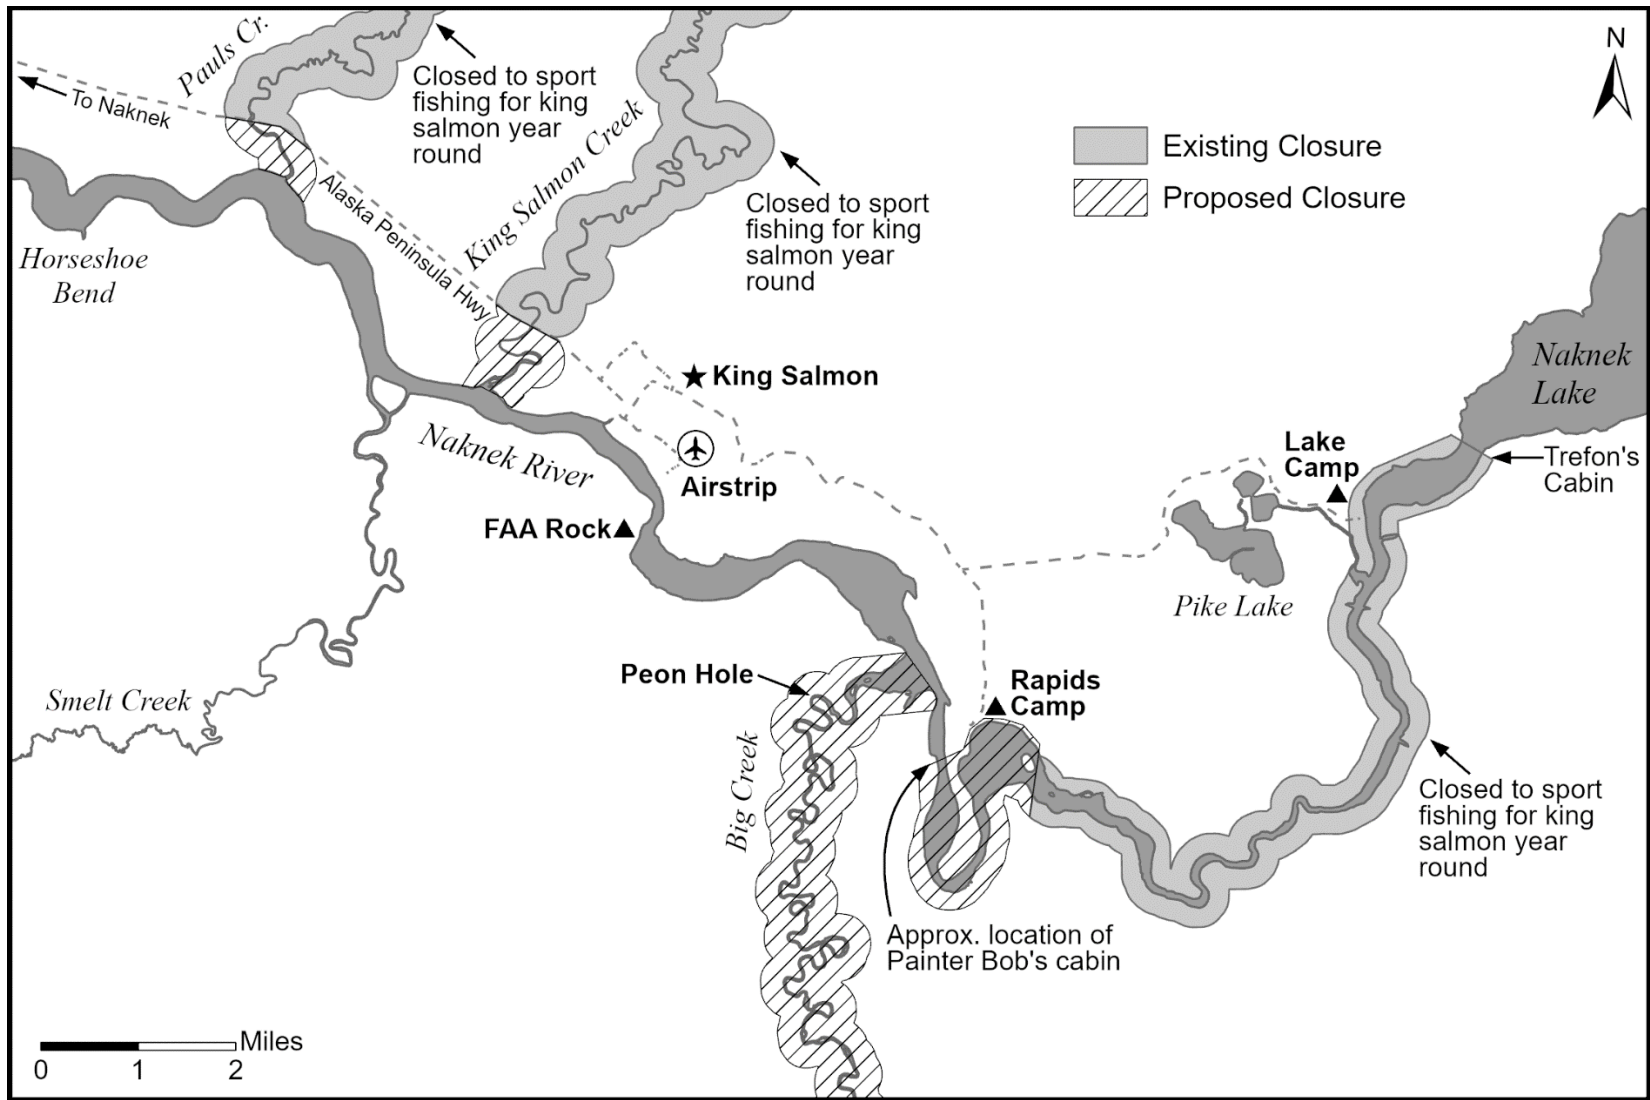 Pauls Cr.
To Naknek
Closed to sport
fishing for king
salmon year
round
King Salmon Creek
Closed to sport
fishing for king
salmon year
round
N
Existing Closure
Proposed Closure
Alaska Peninsula Hwy
Horseshoe
Bend
Naknek
Lake
King Salmon
Naknek River
Lake
Camp
Trefon's
Cabin
Airstrip
FAA Rock
Pike Lake
Peon Hole
Rapids
Camp
Smelt Creek
Big Creek
Closed to sport
fishing for king
salmon year
round
Approx. location of
Painter Bob's cabin
Miles
0 1 2